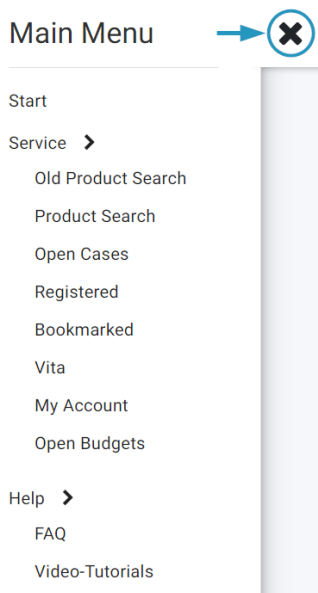 Main Menu
Start
Service
Old Product Search
Product Search
Open Cases
Registered
Bookmarked
Vita
My Account
Open Budgets
Help
FAQ
Video-Tutorials